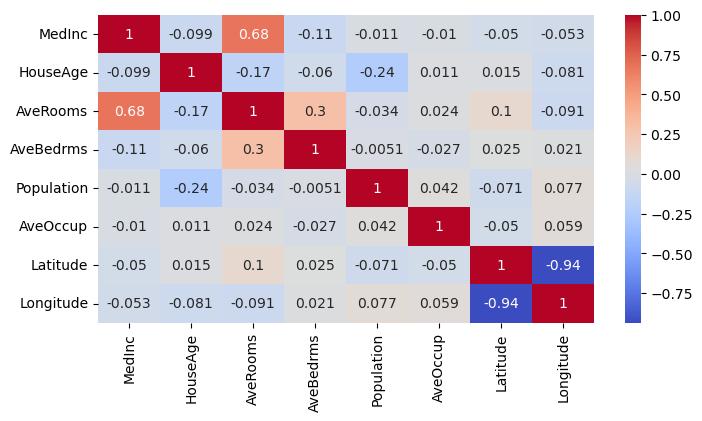 MedInc 1 -0.099 0.68 -0.11 -0.011 -0.01 -0.05 -0.053
HouseAge -0.099 1 -0.17 -0.06 -0.24 0.011 0.015 -0.081
AveRooms 0.68 -0.17 1 0.3 -0.034 0.024 0.1 -0.091
AveBedrms -0.11 -0.06 0.3 1 -0.0051 -0.027 0.025 0.021
Population -0.011 -0.24 -0.034 -0.0051 1 0.042 -0.071 0.077
AveOccup -0.01 0.011 0.024 -0.027 0.042 1 -0.05 0.059
Latitude -0.05 0.015 0.1 0.025 -0.071 -0.05 1 -0.94
Longitude -0.053 -0.081 -0.091 0.021 0.077 0.059 -0.94 1
MedInc HouseAge AveRooms AveBedrms Population AveOccup Latitude Longitude
1.00
0.75
0.50
0.25
0.00
−0.25
−0.50
−0.75